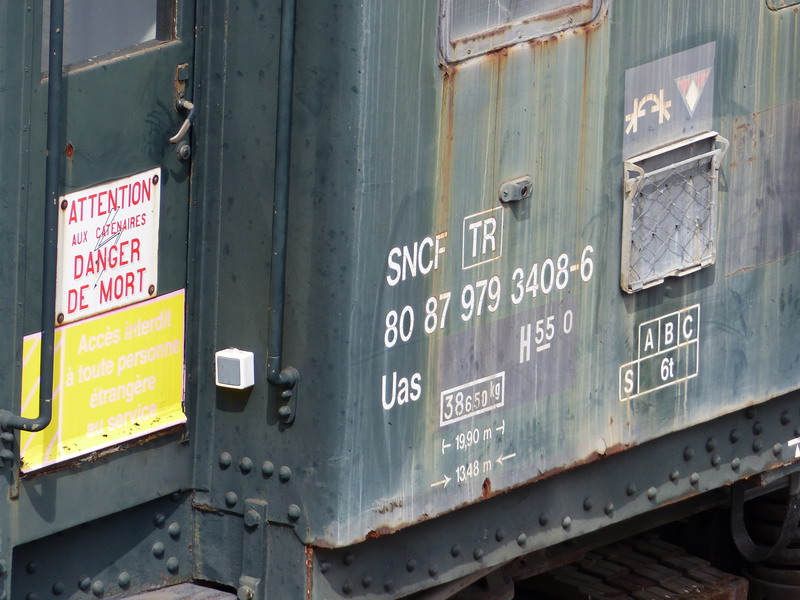 ATTENTION
AUX CATENAIRES
DANGER
DE MORT
Accès interdit
à toute personne
étrangère
au service
SNCF TR
80 87 979 3408-6
H 55 0
Uas
38650 kg
19,90 m
13,48 m
A B C
S 6t